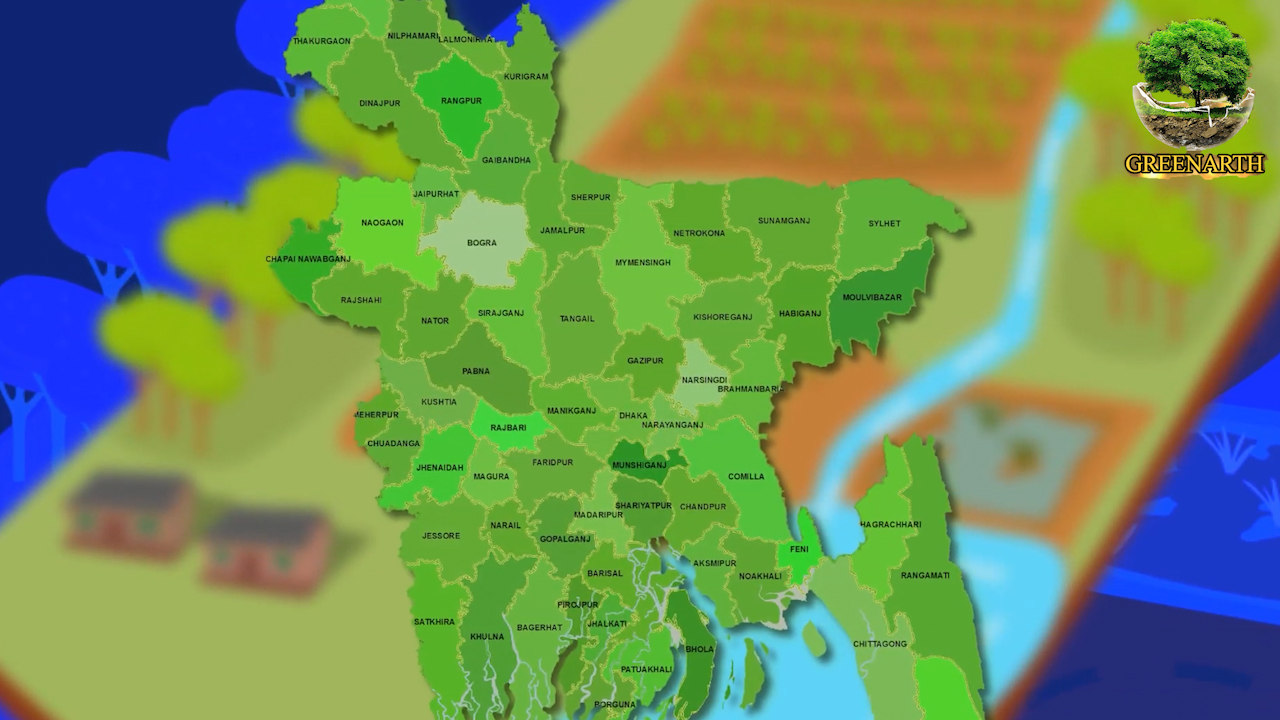 GREENARTH
THAKURGAON
NILPHAMARI
LALMONIRHA
KURIGRAM
DINAJPUR
RANGPUR
GAIBANDHA
JAIPURHAT
SHERPUR
NAOGAON
BOGRA
JAMALPUR
NETROKONA
SUNAMGANJ
SYLHET
CHAPAI NAWABGANJ
MYMENSINGH
RAJSHAHI
MOULVIBAZAR
NATOR
SIRAJGANJ
TANGAIL
KISHOREGANJ
HABIGANJ
GAZIPUR
PABNA
NARSINGDI
BRAHMANBARIA
KUSHTIA
MEHERPUR
MANIKGANJ
DHAKA
NARAYANGANJ
RAJBARI
CHUADANGA
JHENAIDAH
MAGURA
FARIDPUR
MUNSHIGANJ
COMILLA
SHARIYATPUR
CHANDPUR
MADARIPUR
NARAIL
JESSORE
GOPALGANJ
HAGRACHHARI
FENI
AKSMIPUR
NOAKHALI
BARISAL
RANGAMATI
PIROJPUR
JHALKATI
SATKHIRA
KHULNA
BAGERHAT
BHOLA
CHITTAGONG
PATUAKHALI